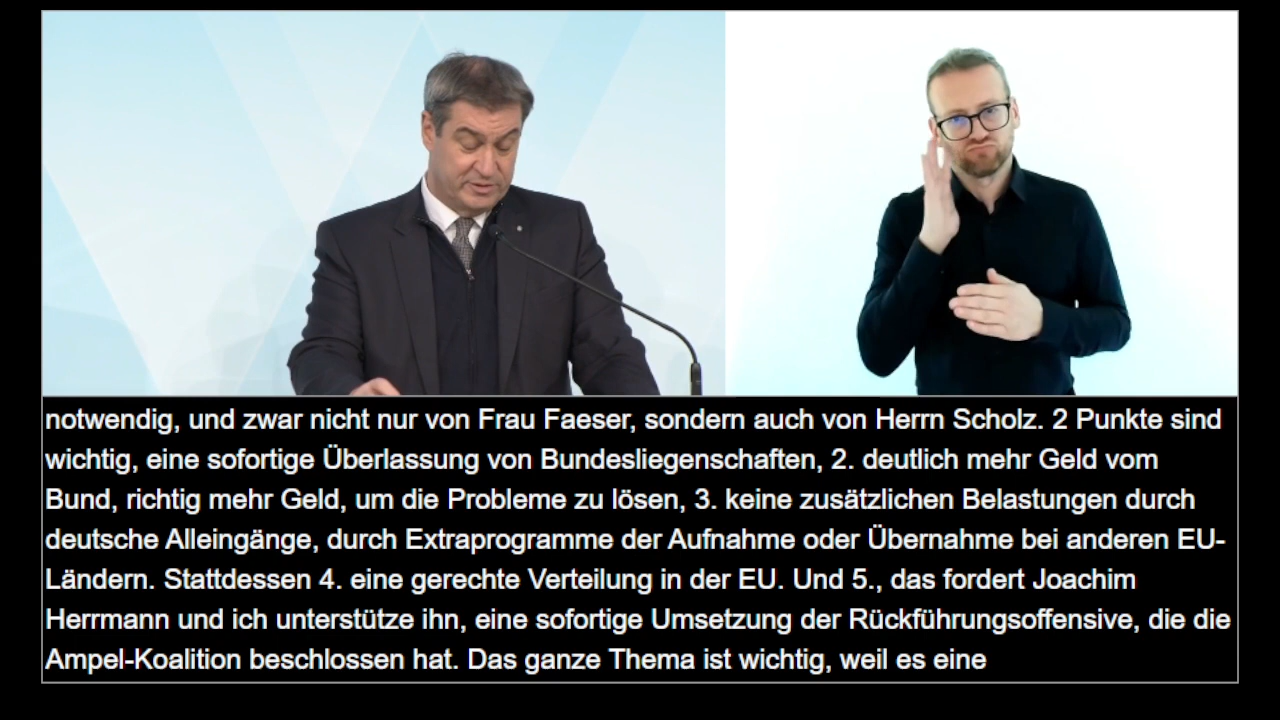 notwendig, und zwar nicht nur von Frau Faeser, sondern auch von Herrn Scholz. 2 Punkte sind
wichtig, eine sofortige Überlassung von Bundesliegenschaften, 2. deutlich mehr Geld vom
Bund, richtig mehr Geld, um die Probleme zu lösen, 3. keine zusätzlichen Belastungen durch
deutsche Alleingänge, durch Extraprogramme der Aufnahme oder Übernahme bei anderen EU-
Ländern. Stattdessen 4. eine gerechte Verteilung in der EU. Und 5., das fordert Joachim
Herrmann und ich unterstütze ihn, eine sofortige Umsetzung der Rückführungsoffensive, die die
Ampel-Koalition beschlossen hat. Das ganze Thema ist wichtig, weil es eine